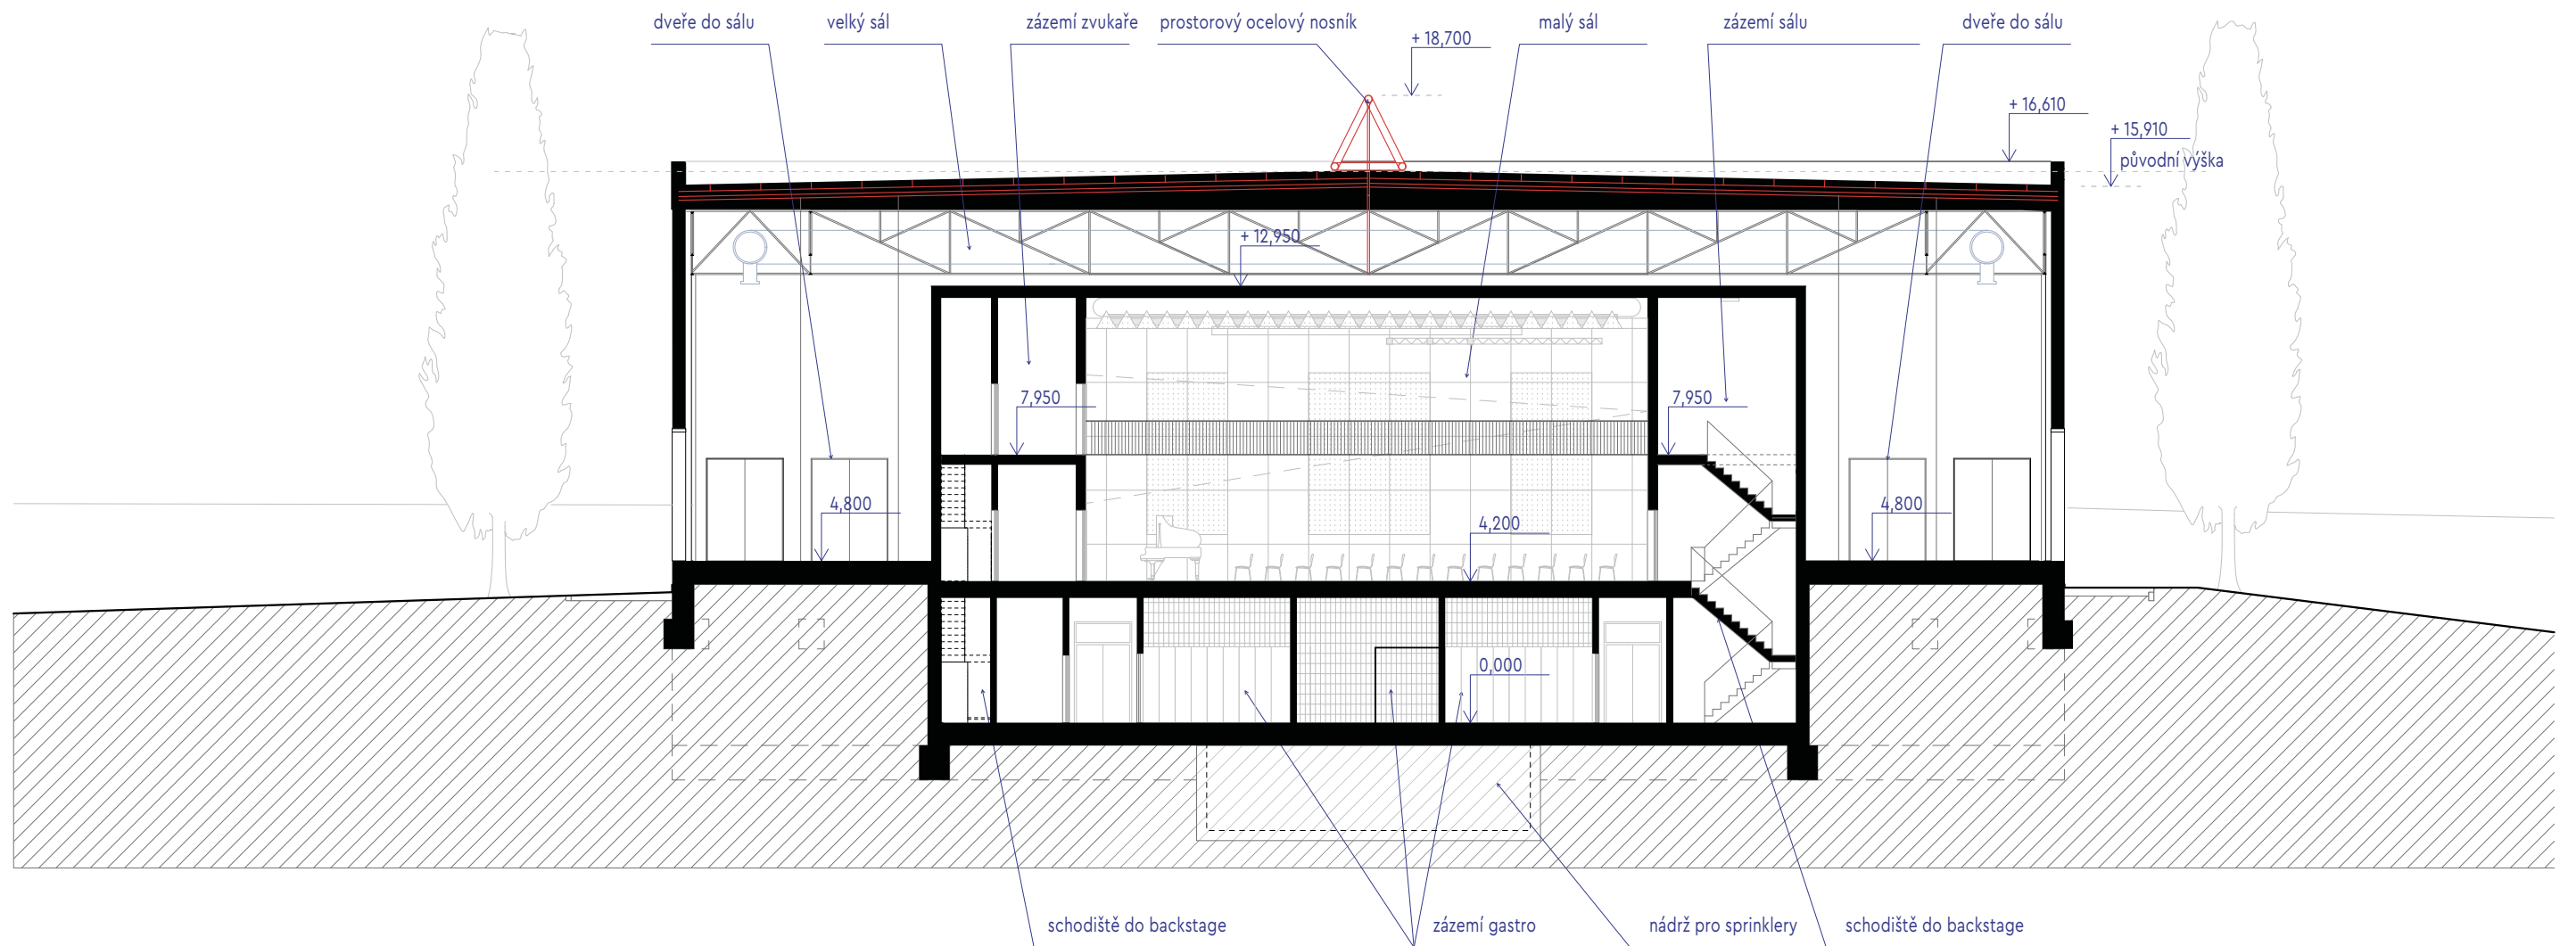 dveře do sálu
velký sál
zázemí zvukaře
prostorový ocelový nosník
malý sál
zázemí sálu
dveře do sálu
+ 18,700
+ 16,610
+ 15,910
původní výška
+ 12,950
7,950
7,950
4,800
4,200
4,800
0,000
schodiště do backstage
zázemí gastro
nádrž pro sprinklery
schodiště do backstage